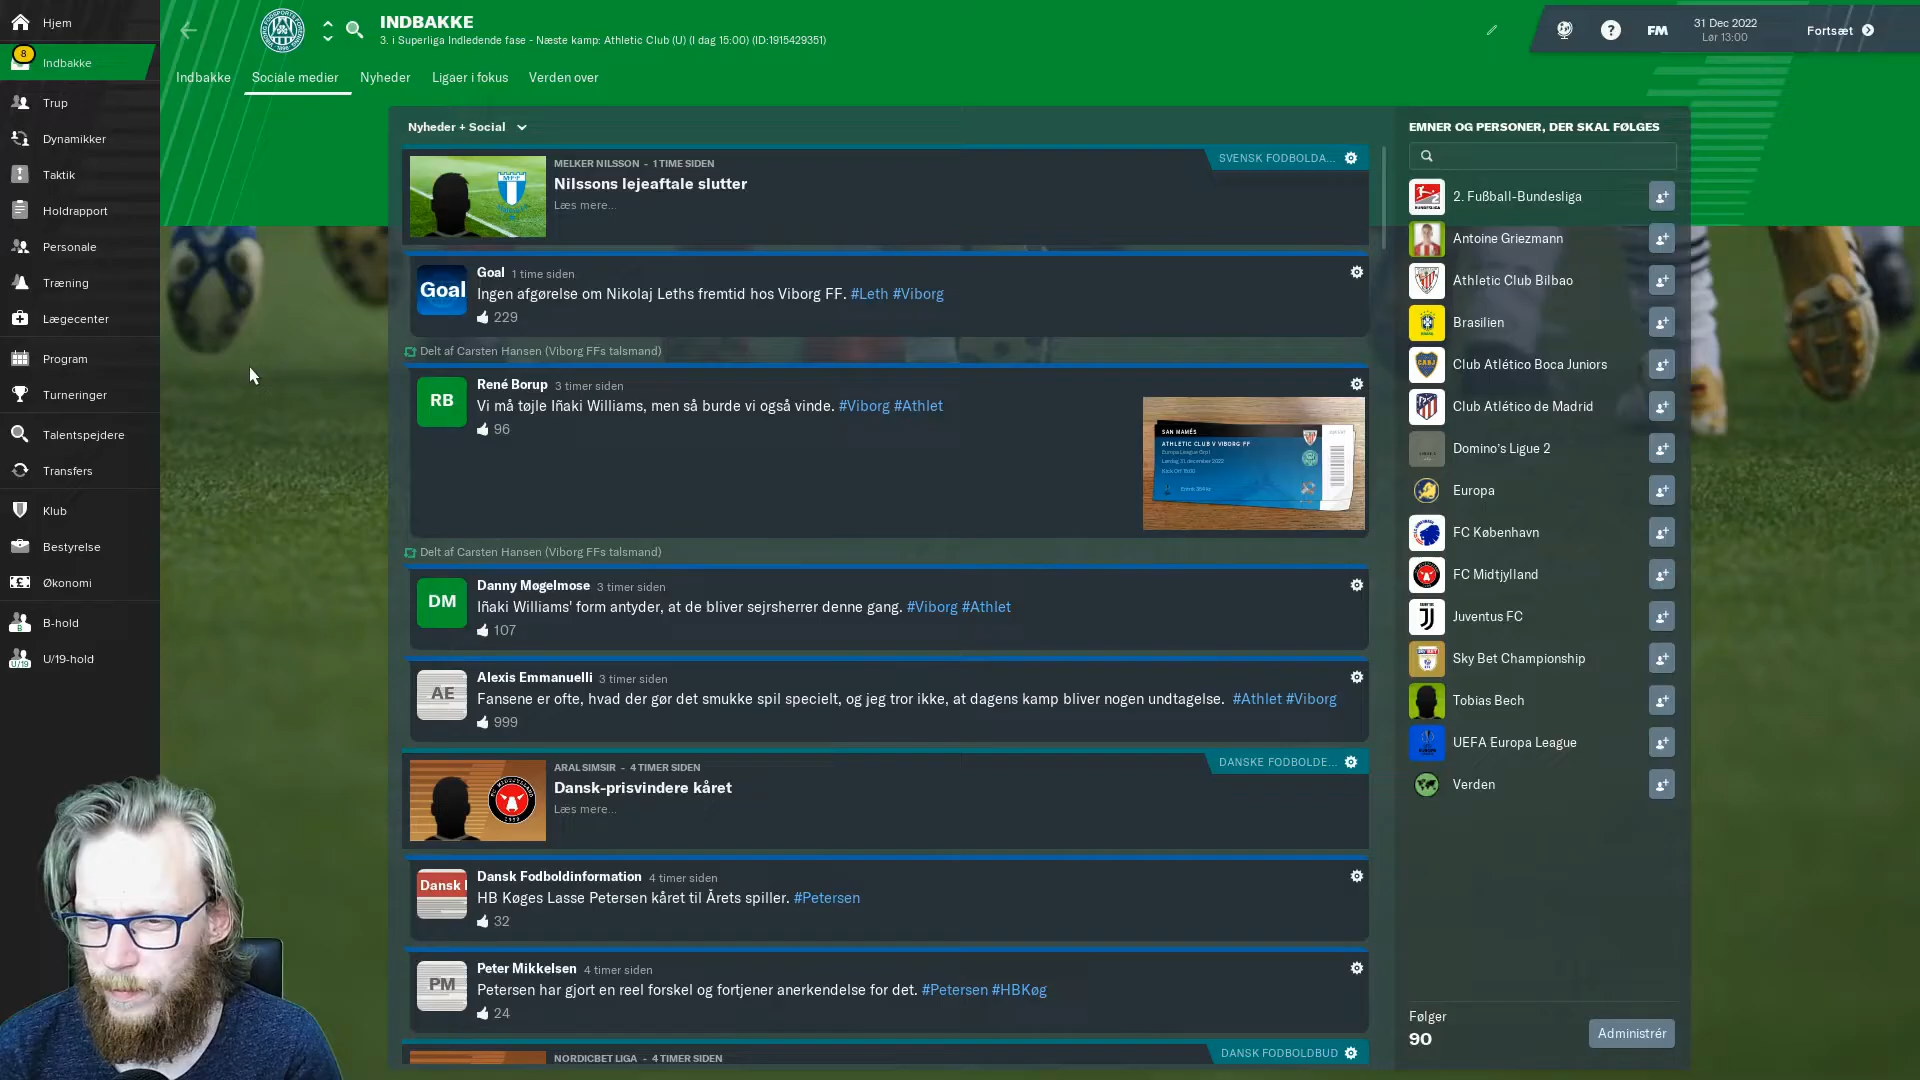 Hjem
8
Indbakke
Trup
Dynamikker
Taktik
Holdrapport
Personale
Træning
Lægecenter
Program
Turneringer
Talentspejdere
Transfers
Klub
Bestyrelse
Økonomi
B-hold
U/19-hold
INDBAKKE
3. i Superliga Indledende fase - Næste kamp: Athletic Club (U) (I dag 15:00) (ID:1915429351)
FM
31 Dec 2022
Lør 13:00
Fortsæt
Indbakke
Sociale medier
Nyheder
Ligaer i fokus
Verden over
Nyheder + Social
MELKER NILSSON - 1 TIME SIDEN
SVENSK FODBOLDA...
Nilssons lejeaftale slutter
Læs mere...
Goal
Goal 1 time siden
Ingen afgørelse om Nikolaj Leths fremtid hos Viborg FF. #Leth #Viborg
229
Delt af Carsten Hansen (Viborg FFs talsmand)
RB
René Borup 3 timer siden
Vi må tøjle Iñaki Williams, men så burde vi også vinde. #Viborg #Athlet
96
SAN MAMÉS
ATHLETIC CLUB V VIBORG FF
Delt af Carsten Hansen (Viborg FFs talsmand)
DM
Danny Møgelmose 3 timer siden
Iñaki Williams' form antyder, at de bliver sejrsherrer denne gang. #Viborg #Athlet
107
AE
Alexis Emmanuelli 3 timer siden
Fansene er ofte, hvad der gør det smukke spil specielt, og jeg tror ikke, at dagens kamp bliver nogen undtagelse. #Athlet #Viborg
999
ARAL SIMSIR - 4 TIMER SIDEN
DANSKE FODBOLDE...
Dansk-prisvindere kåret
Læs mere...
Dansk I
Dansk Fodboldinformation 4 timer siden
HB Køges Lasse Petersen kåret til Årets spiller. #Petersen
32
PM
Peter Mikkelsen 4 timer siden
Petersen har gjort en reel forskel og fortjener anerkendelse for det. #Petersen #HBKøg
24
NORDICBET LIGA - 4 TIMER SIDEN
DANSK FODBOLDBUD
EMNER OG PERSONER, DER SKAL FØLGES
2. Fußball-Bundesliga
Antoine Griezmann
Athletic Club Bilbao
Brasilien
Club Atlético Boca Juniors
Club Atlético de Madrid
Domino's Ligue 2
Europa
FC København
FC Midtjylland
Juventus FC
Sky Bet Championship
Tobias Bech
UEFA Europa League
Verden
Følger
90
Administrér